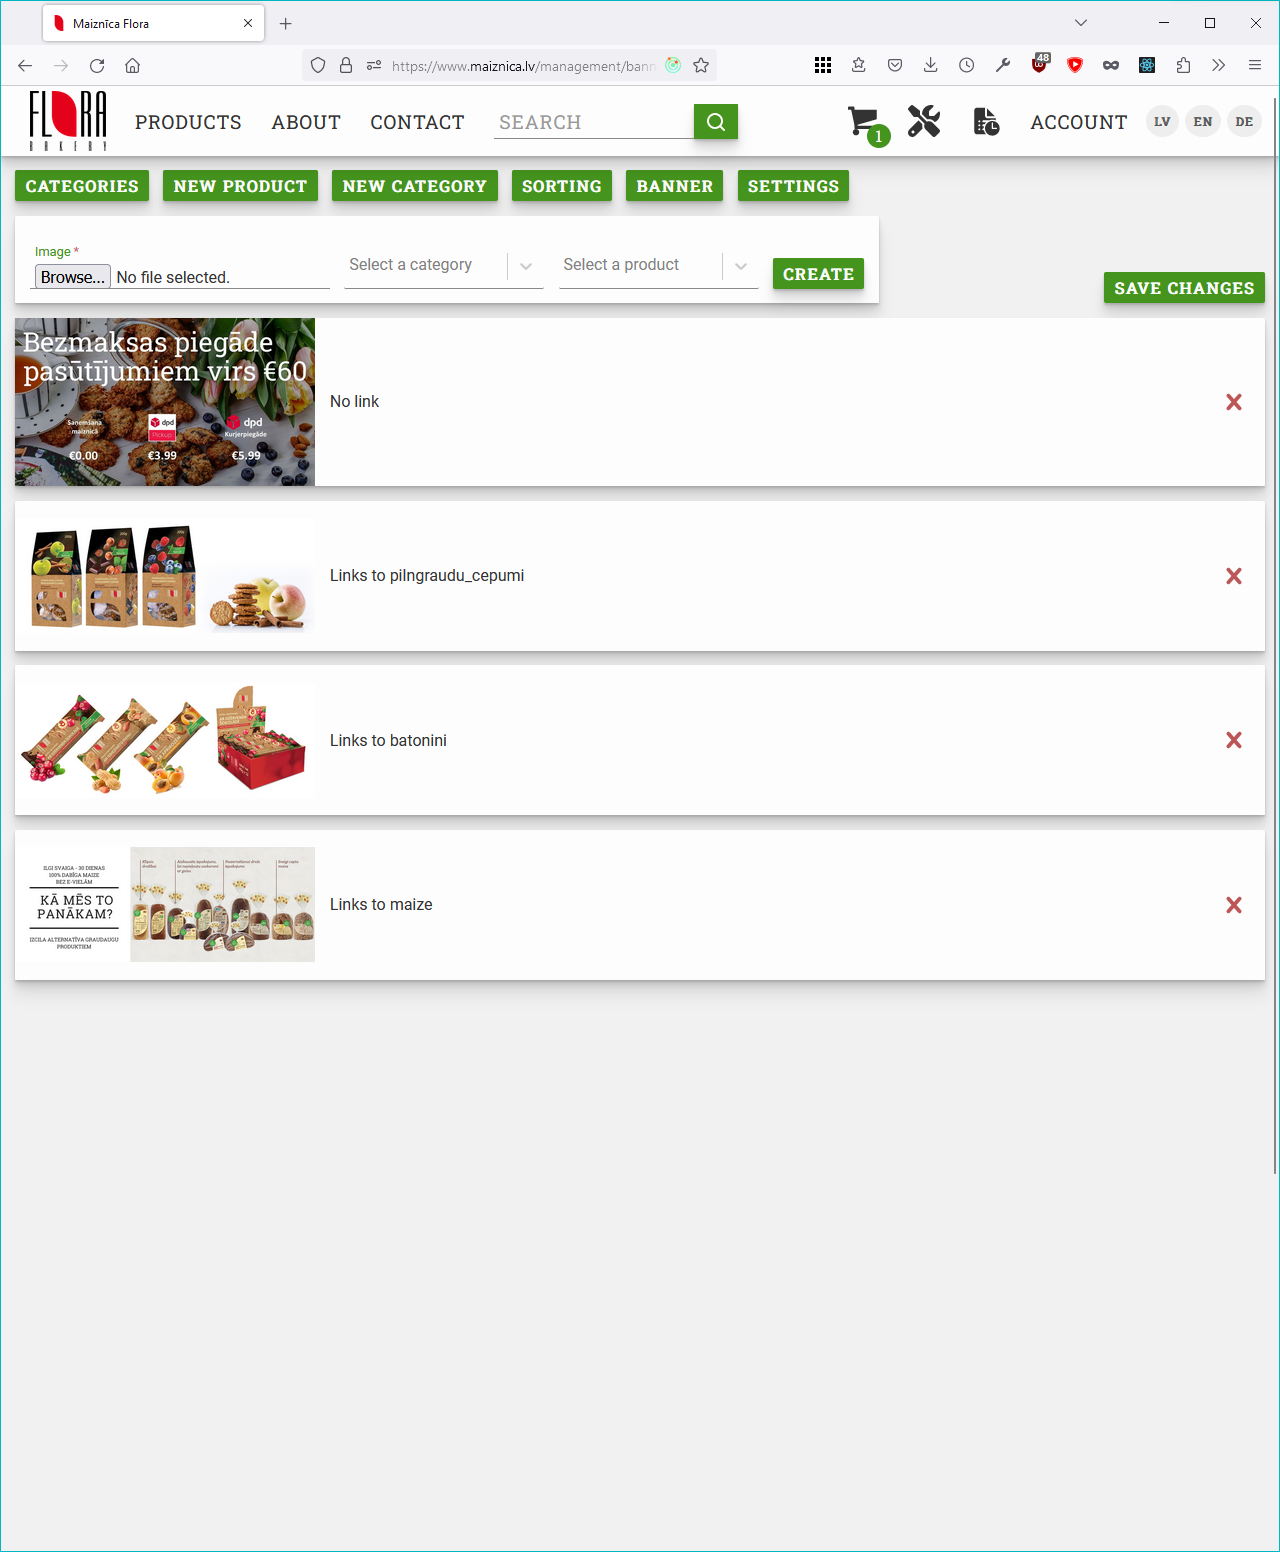 Maiznīca Flora
https://www.maiznica.lv/management/bann
48
FLORA
BAKERY
PRODUCTS
ABOUT
CONTACT
SEARCH
1
ACCOUNT
LV
EN
DE
CATEGORIES
NEW PRODUCT
NEW CATEGORY
SORTING
BANNER
SETTINGS
Image *
Browse...
No file selected.
Select a category
Select a product
CREATE
SAVE CHANGES
Bezmaksas piegāde
pasūtījumiem virs €60
Saņemšana
maiznīcā
€0.00
dpd
Pickup
€3.99
dpd
Kurjerpiegāde
€5.99
No link
Links to pilngraudu_cepumi
Links to batonini
ILGI SVAIGA - 30 DIENAS
100% DABĪGA MAIZE
BEZ E-VIELĀM
KĀ MĒS TO
PANĀKAM?
IZCILA ALTERNATĪVA GRAUDAUGU
PRODUKTIEM
Links to maize